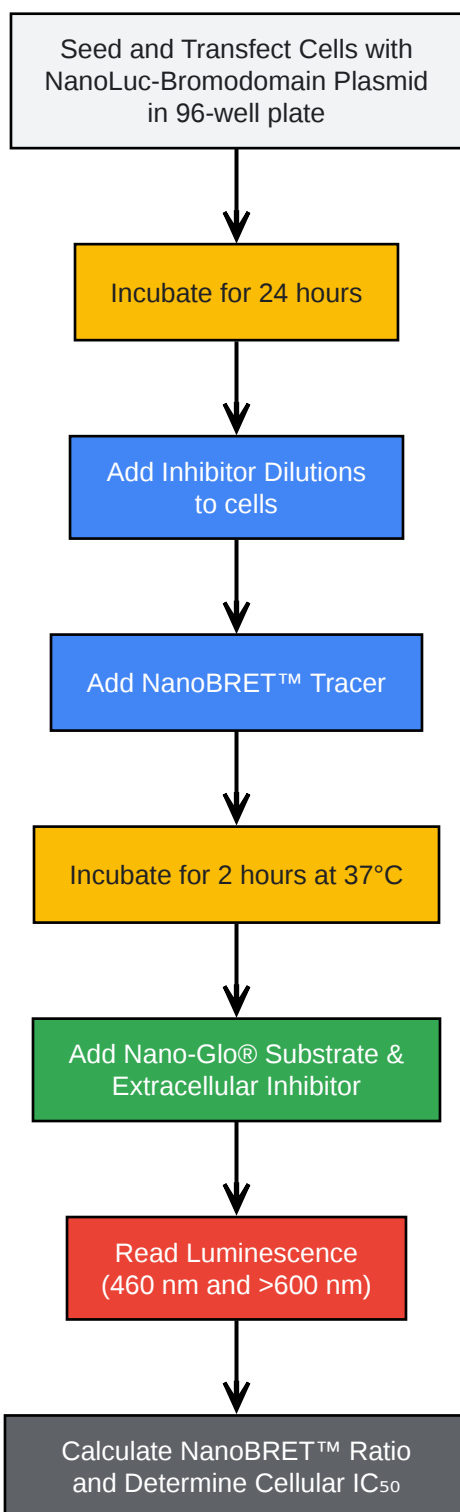 Seed and Transfect Cells with
NanoLuc-Bromodomain Plasmid
in 96-well plate
Incubate for 24 hours
Add Inhibitor Dilutions
to cells
Add NanoBRET™ Tracer
Incubate for 2 hours at 37°C
Add Nano-Glo® Substrate &
Extracellular Inhibitor
Read Luminescence
(460 nm and >600 nm)
Calculate NanoBRET™ Ratio
and Determine Cellular IC₅₀